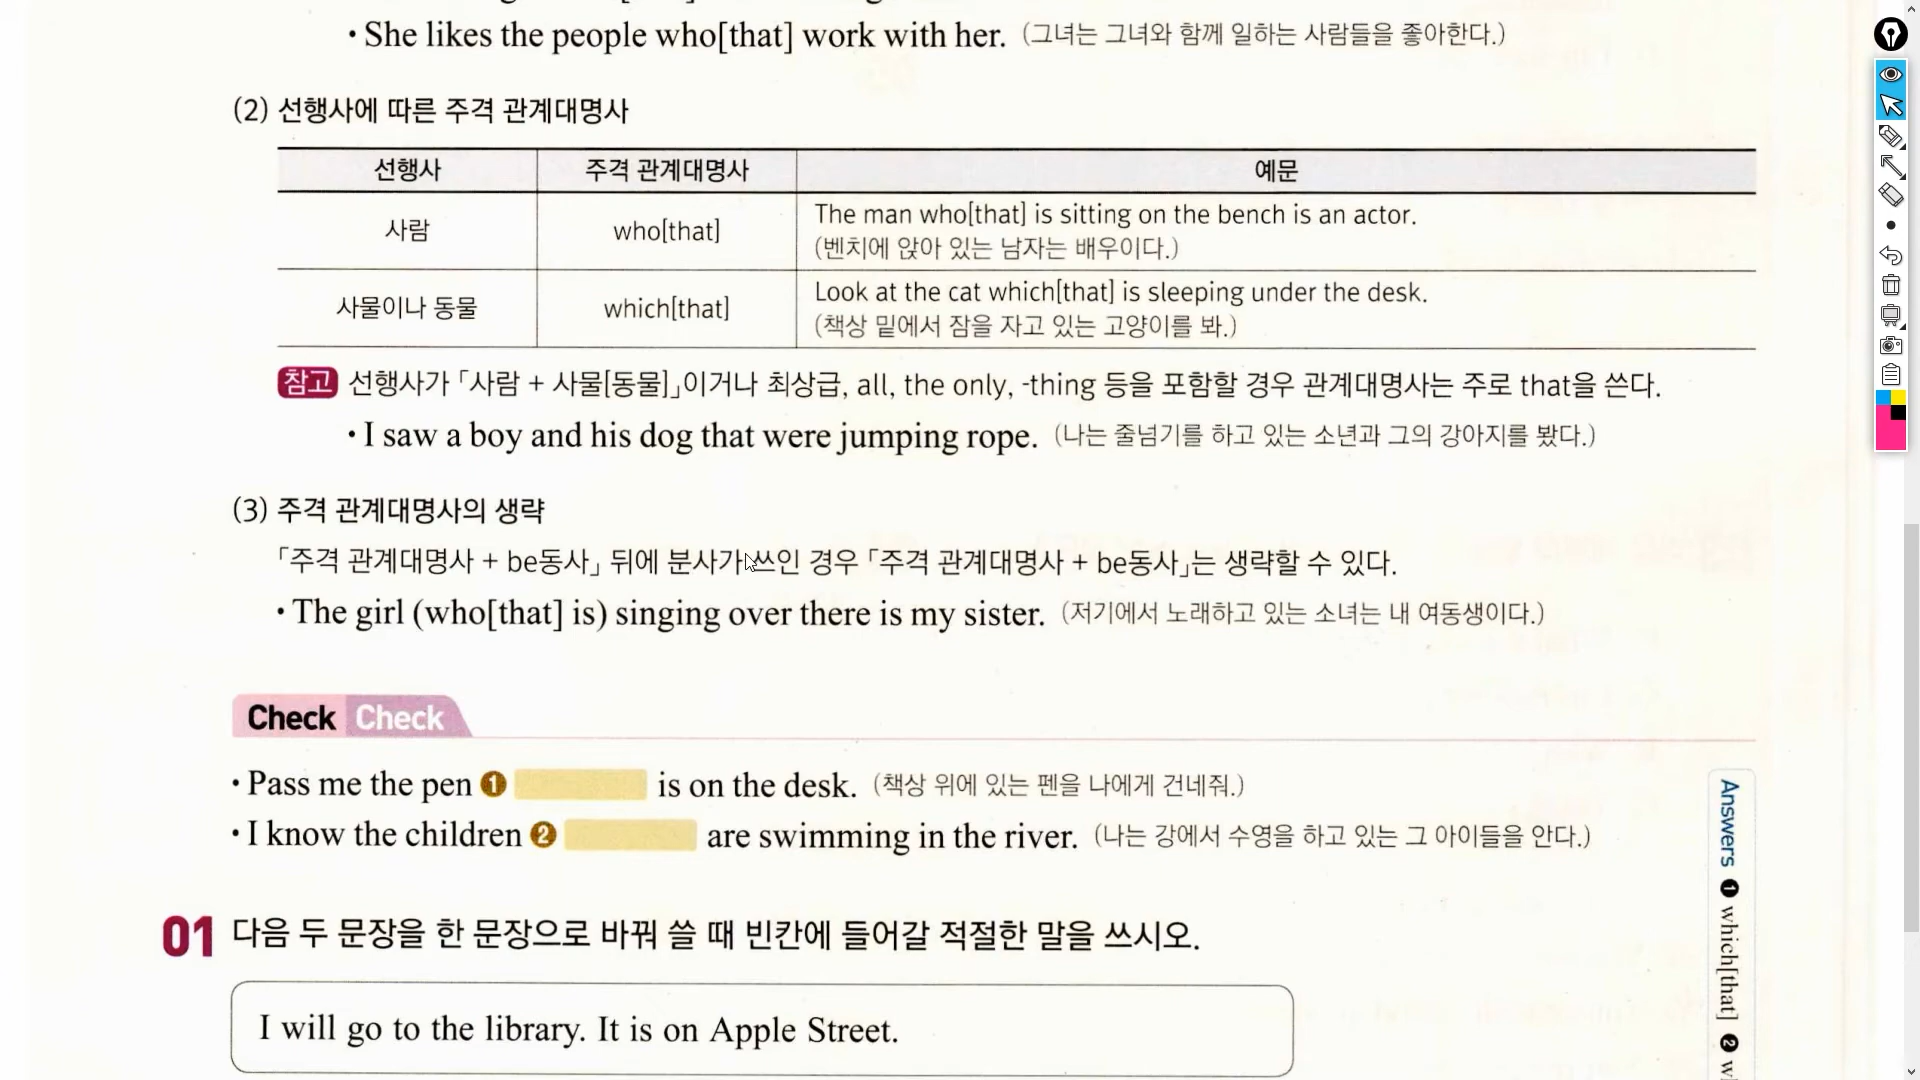 • She likes the people who[that] work with her. (그녀는 그녀와 함께 일하는 사람들을 좋아한다.)
(2) 선행사에 따른 주격 관계대명사
선행사 주격 관계대명사 예문
사람 who[that] The man who[that] is sitting on the bench is an actor.
(벤치에 앉아 있는 남자는 배우이다.)
사물이나 동물 which[that] Look at the cat which[that] is sleeping under the desk.
(책상 밑에서 잠을 자고 있는 고양이를 봐.)
참고 선행사가 「사람 + 사물[동물]」이거나 최상급, all, the only, -thing 등을 포함할 경우 관계대명사는 주로 that을 쓴다.
• I saw a boy and his dog that were jumping rope. (나는 줄넘기를 하고 있는 소년과 그의 강아지를 봤다.)
(3) 주격 관계대명사의 생략
「주격 관계대명사 + be동사」 뒤에 분사가 쓰인 경우 「주격 관계대명사 + be동사」는 생략할 수 있다.
• The girl (who[that] is) singing over there is my sister. (저기에서 노래하고 있는 소녀는 내 여동생이다.)
Check Check
• Pass me the pen ❶ is on the desk. (책상 위에 있는 펜을 나에게 건네줘.)
• I know the children ❷ are swimming in the river. (나는 강에서 수영을 하고 있는 그 아이들을 안다.)
Answers ❶ which[that] ❷
01 다음 두 문장을 한 문장으로 바꿔 쓸 때 빈칸에 들어갈 적절한 말을 쓰시오.
I will go to the library. It is on Apple Street.